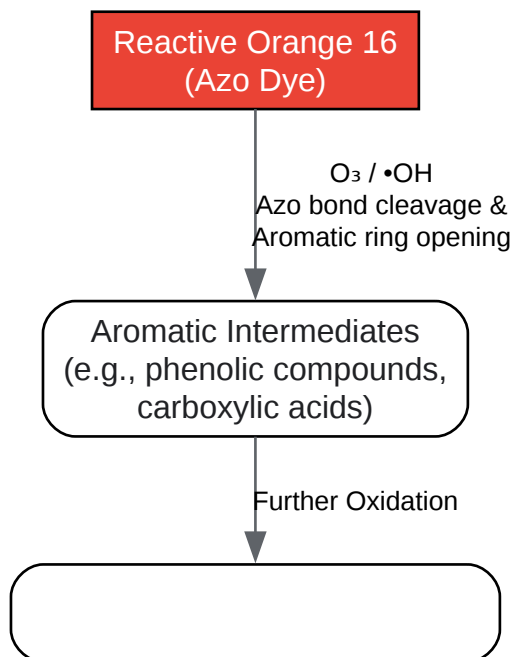 Reactive Orange 16
(Azo Dye)
O₃ / •OH
Azo bond cleavage &
Aromatic ring opening
Aromatic Intermediates
(e.g., phenolic compounds,
carboxylic acids)
Further Oxidation